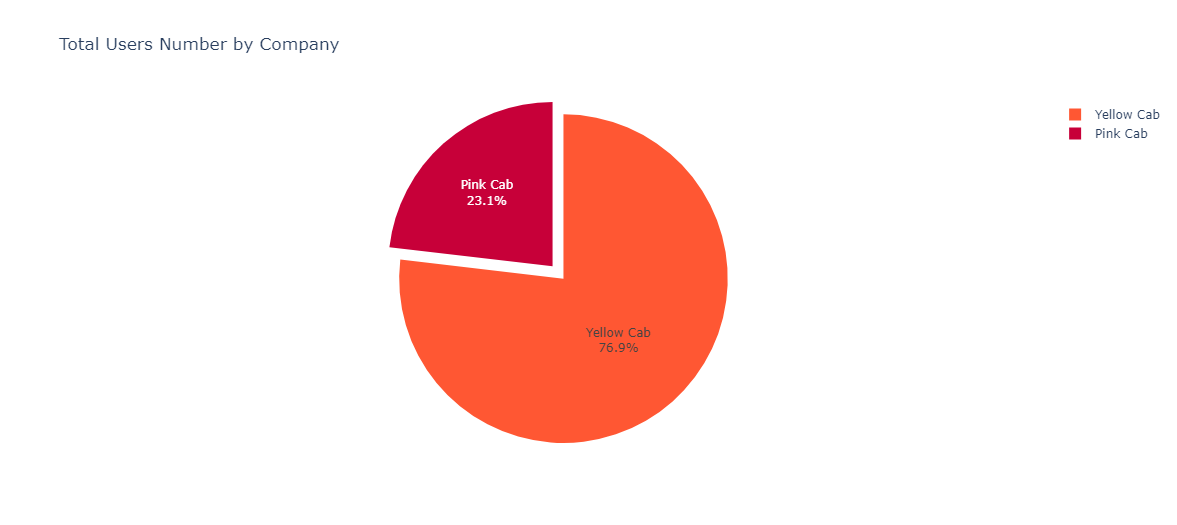 Total Users Number by Company
Yellow Cab
Pink Cab
Pink Cab
23.1%
Yellow Cab
76.9%